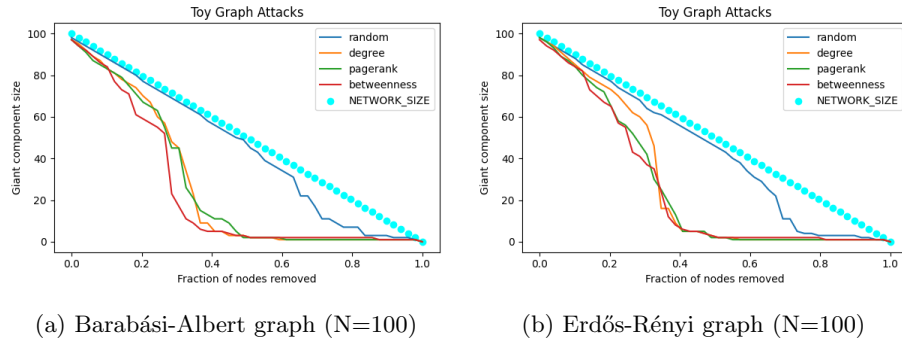 Toy Graph Attacks
100
80
60
40
20
0
Giant component size
0.0 0.2 0.4 0.6 0.8 1.0
Fraction of nodes removed
random
degree
pagerank
betweenness
NETWORK_SIZE
(a) Barabási-Albert graph (N=100)
Toy Graph Attacks
100
80
60
40
20
0
Giant component size
0.0 0.2 0.4 0.6 0.8 1.0
Fraction of nodes removed
random
degree
pagerank
betweenness
NETWORK_SIZE
(b) Erdős-Rényi graph (N=100)